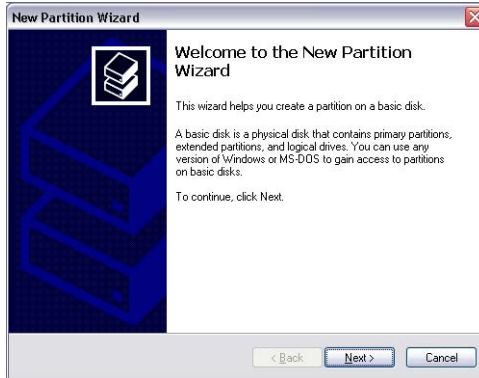 New Partition Wizard
Welcome to the New Partition
Wizard
This wizard helps you create a partition on a basic disk.
A basic disk is a physical disk that contains primary partitions,
extended partitions, and logical drives. You can use any
version of Windows or MS-DOS to gain access to partitions
on basic disks.
To continue, click Next.
< Back
Next >
Cancel